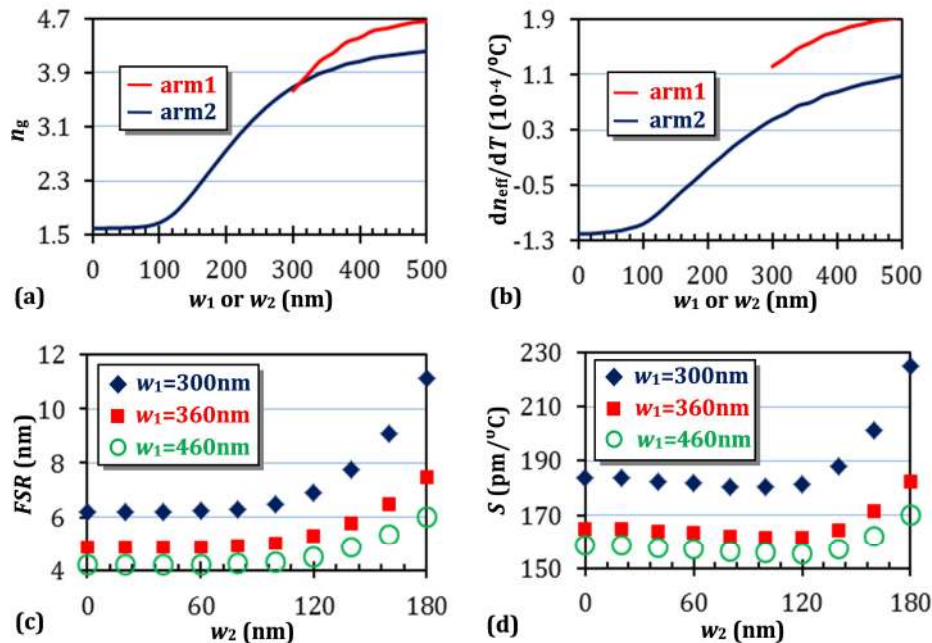 4.7
3.9
3.1
2.3
1.5
n_g
arm1
arm2
0 100 200 300 400 500
(a)
w₁ or w₂ (nm)
1.9
1.1
0.3
-0.5
-1.3
dn_eff/dT (10⁻⁴/⁰C)
arm1
arm2
0 100 200 300 400 500
(b)
w₁ or w₂ (nm)
12
10
8
6
4
FSR (nm)
w₁=300nm
w₁=360nm
w₁=460nm
0 60 120 180
(c)
w₂ (nm)
230
210
190
170
150
S (pm/⁰C)
w₁=300nm
w₁=360nm
w₁=460nm
0 60 120 180
w₂ (nm)
(d)